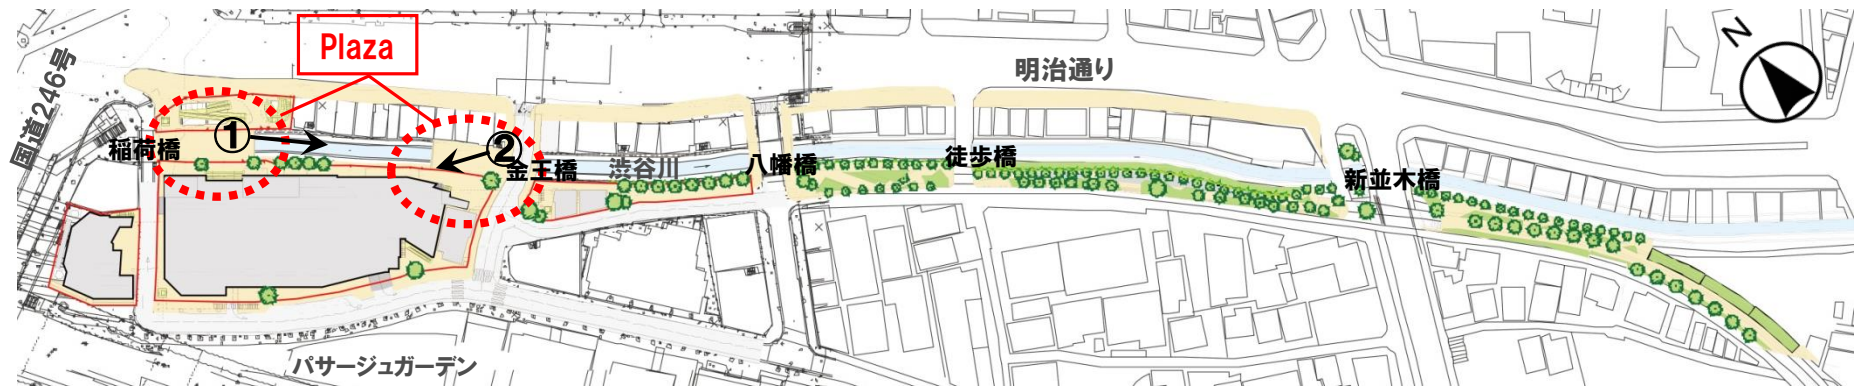 Plaza
国道246号
明治通り
N
①
②
稲荷橋
金王橋
渋谷川
八幡橋
徒歩橋
新並木橋
パサージュガーデン